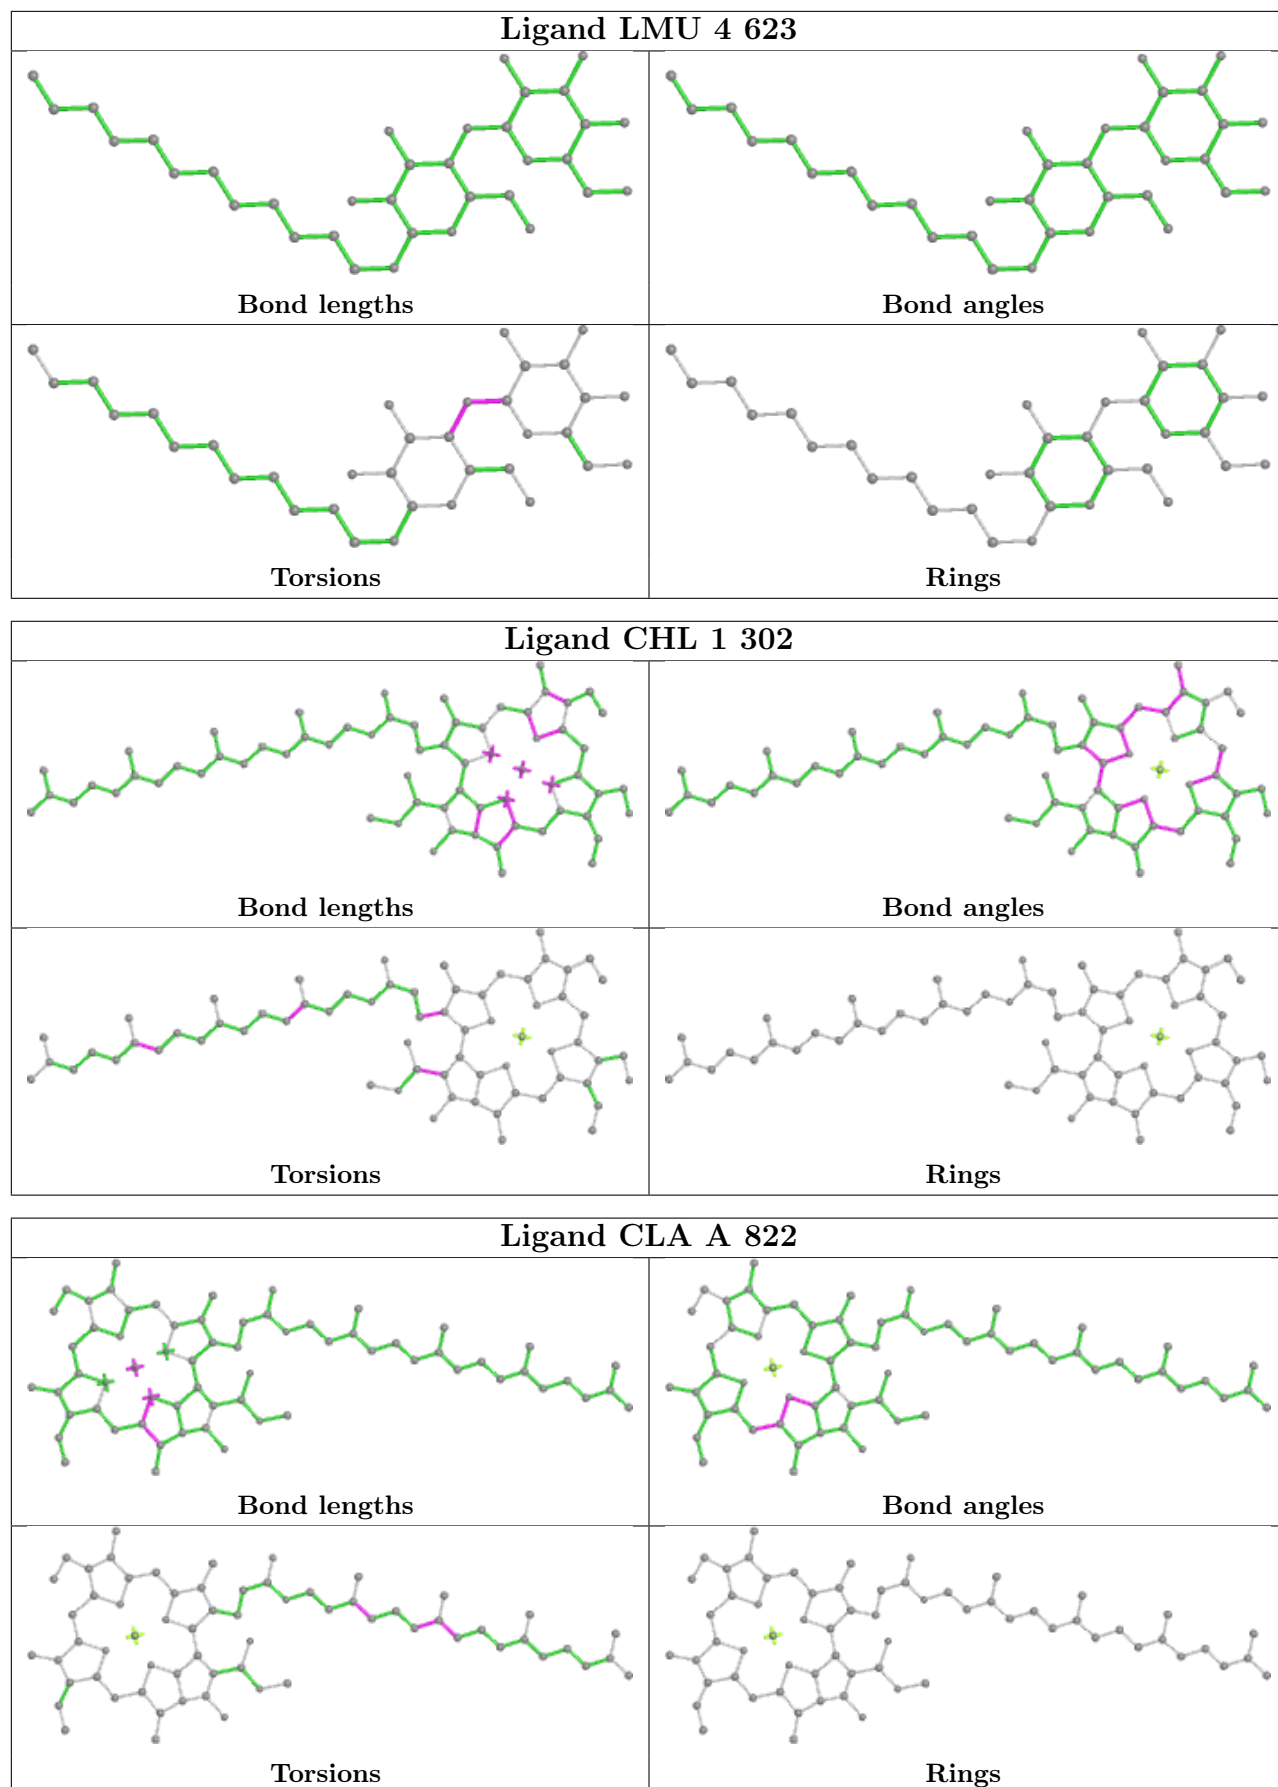 Ligand LMU 4 623
Bond lengths
Bond angles
Torsions
Rings
Ligand CHL 1 302
Bond lengths
Bond angles
Torsions
Rings
Ligand CLA A 822
Bond lengths
Bond angles
Torsions
Rings